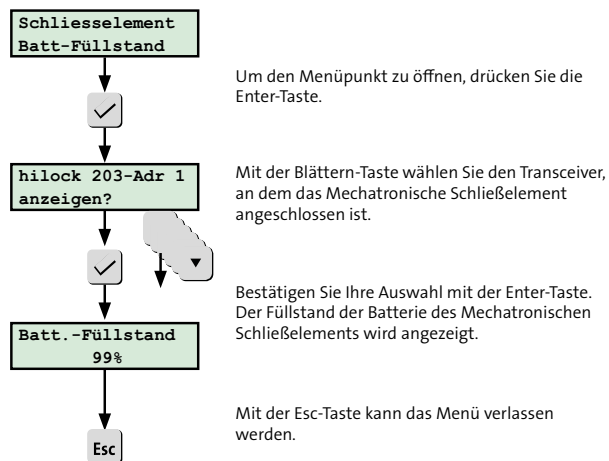 Schliesselement
Batt-Füllstand
Um den Menüpunkt zu öffnen, drücken Sie die
Enter-Taste.
hilock 203-Adr 1
anzeigen?
Mit der Blättern-Taste wählen Sie den Transceiver,
an dem das Mechatronische Schließelement
angeschlossen ist.
Bestätigen Sie Ihre Auswahl mit der Enter-Taste.
Der Füllstand der Batterie des Mechatronischen
Schließelements wird angezeigt.
Batt.-Füllstand
99%
Mit der Esc-Taste kann das Menü verlassen
werden.
Esc